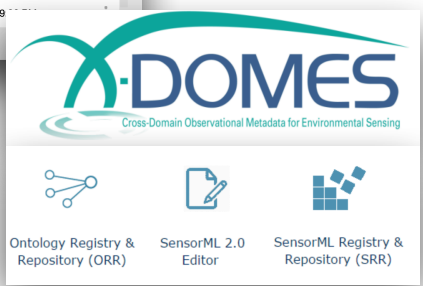 X-DOMES
Cross-Domain Observational Metadata for Environmental Sensing
Ontology Registry &
Repository (ORR)
SensorML 2.0
Editor
SensorML Registry &
Repository (SRR)